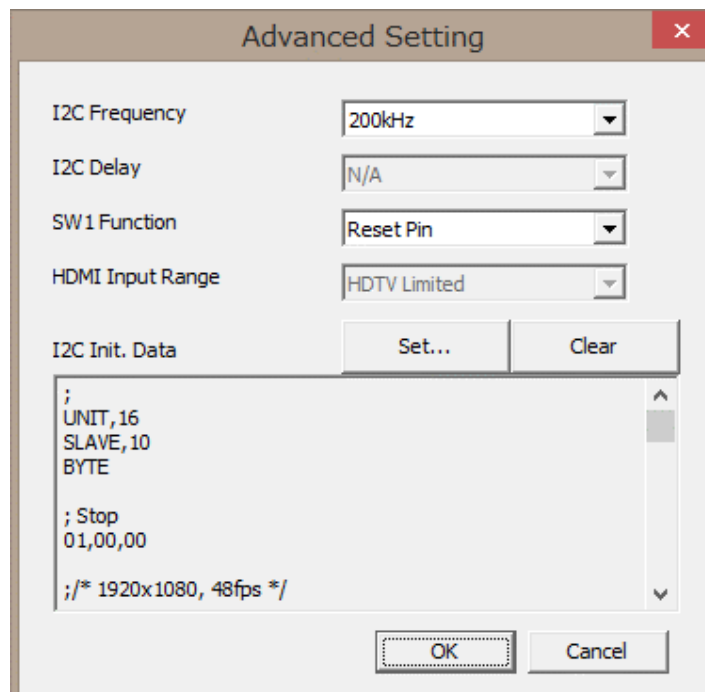 Advanced Setting
I2C Frequency
200kHz
I2C Delay
N/A
SW1 Function
Reset Pin
HDMI Input Range
HDTV Limited
I2C Init. Data
Set...
Clear
;
UNIT,16
SLAVE,10
BYTE
; Stop
01,00,00
;/* 1920x1080, 48fps */
OK
Cancel